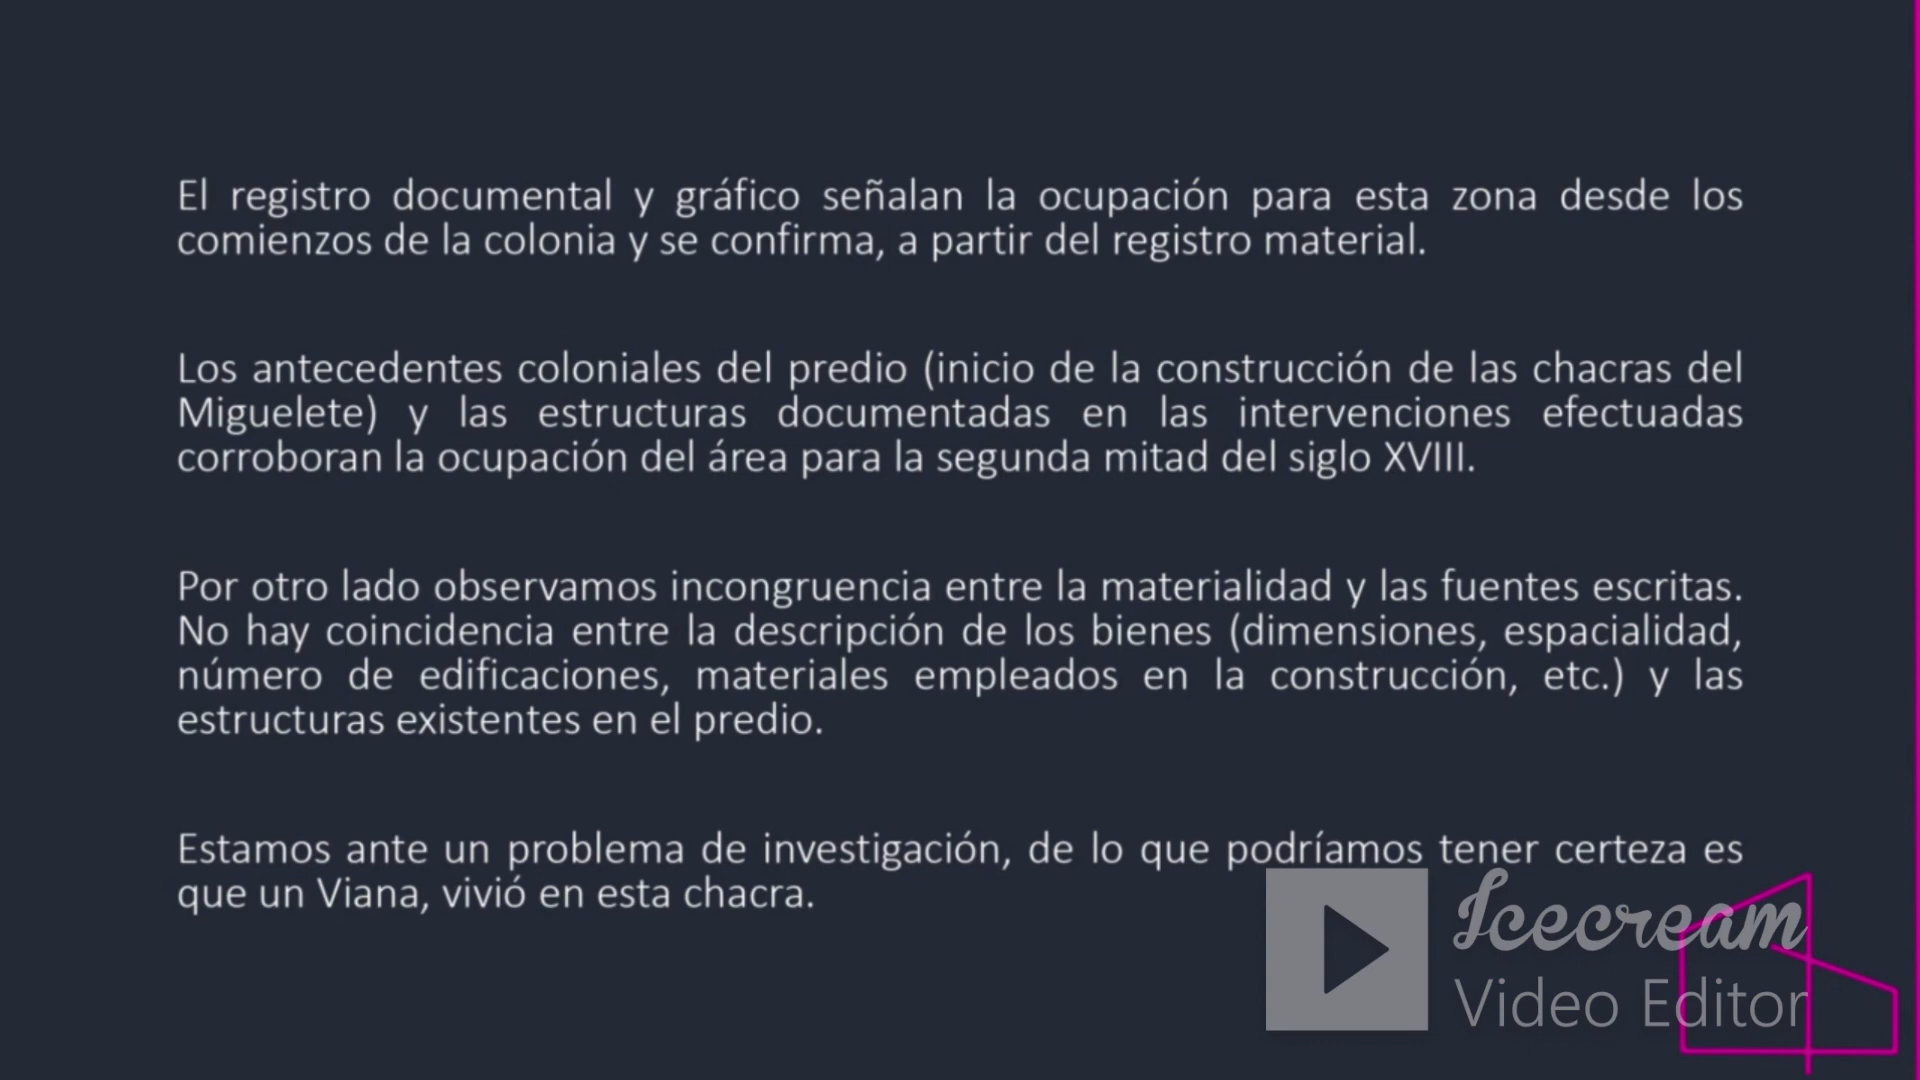 El registro documental y gráfico señalan la ocupación para esta zona desde los
comienzos de la colonia y se confirma, a partir del registro material.
Los antecedentes coloniales del predio (inicio de la construcción de las chacras del
Miguelete) y las estructuras documentadas en las intervenciones efectuadas
corroboran la ocupación del área para la segunda mitad del siglo XVIII.
Por otro lado observamos incongruencia entre la materialidad y las fuentes escritas.
No hay coincidencia entre la descripción de los bienes (dimensiones, espacialidad,
número de edificaciones, materiales empleados en la construcción, etc.) y las
estructuras existentes en el predio.
Estamos ante un problema de investigación, de lo que podríamos tener certeza es
que un Viana, vivió en esta chacra.
Icecream
Video Editor